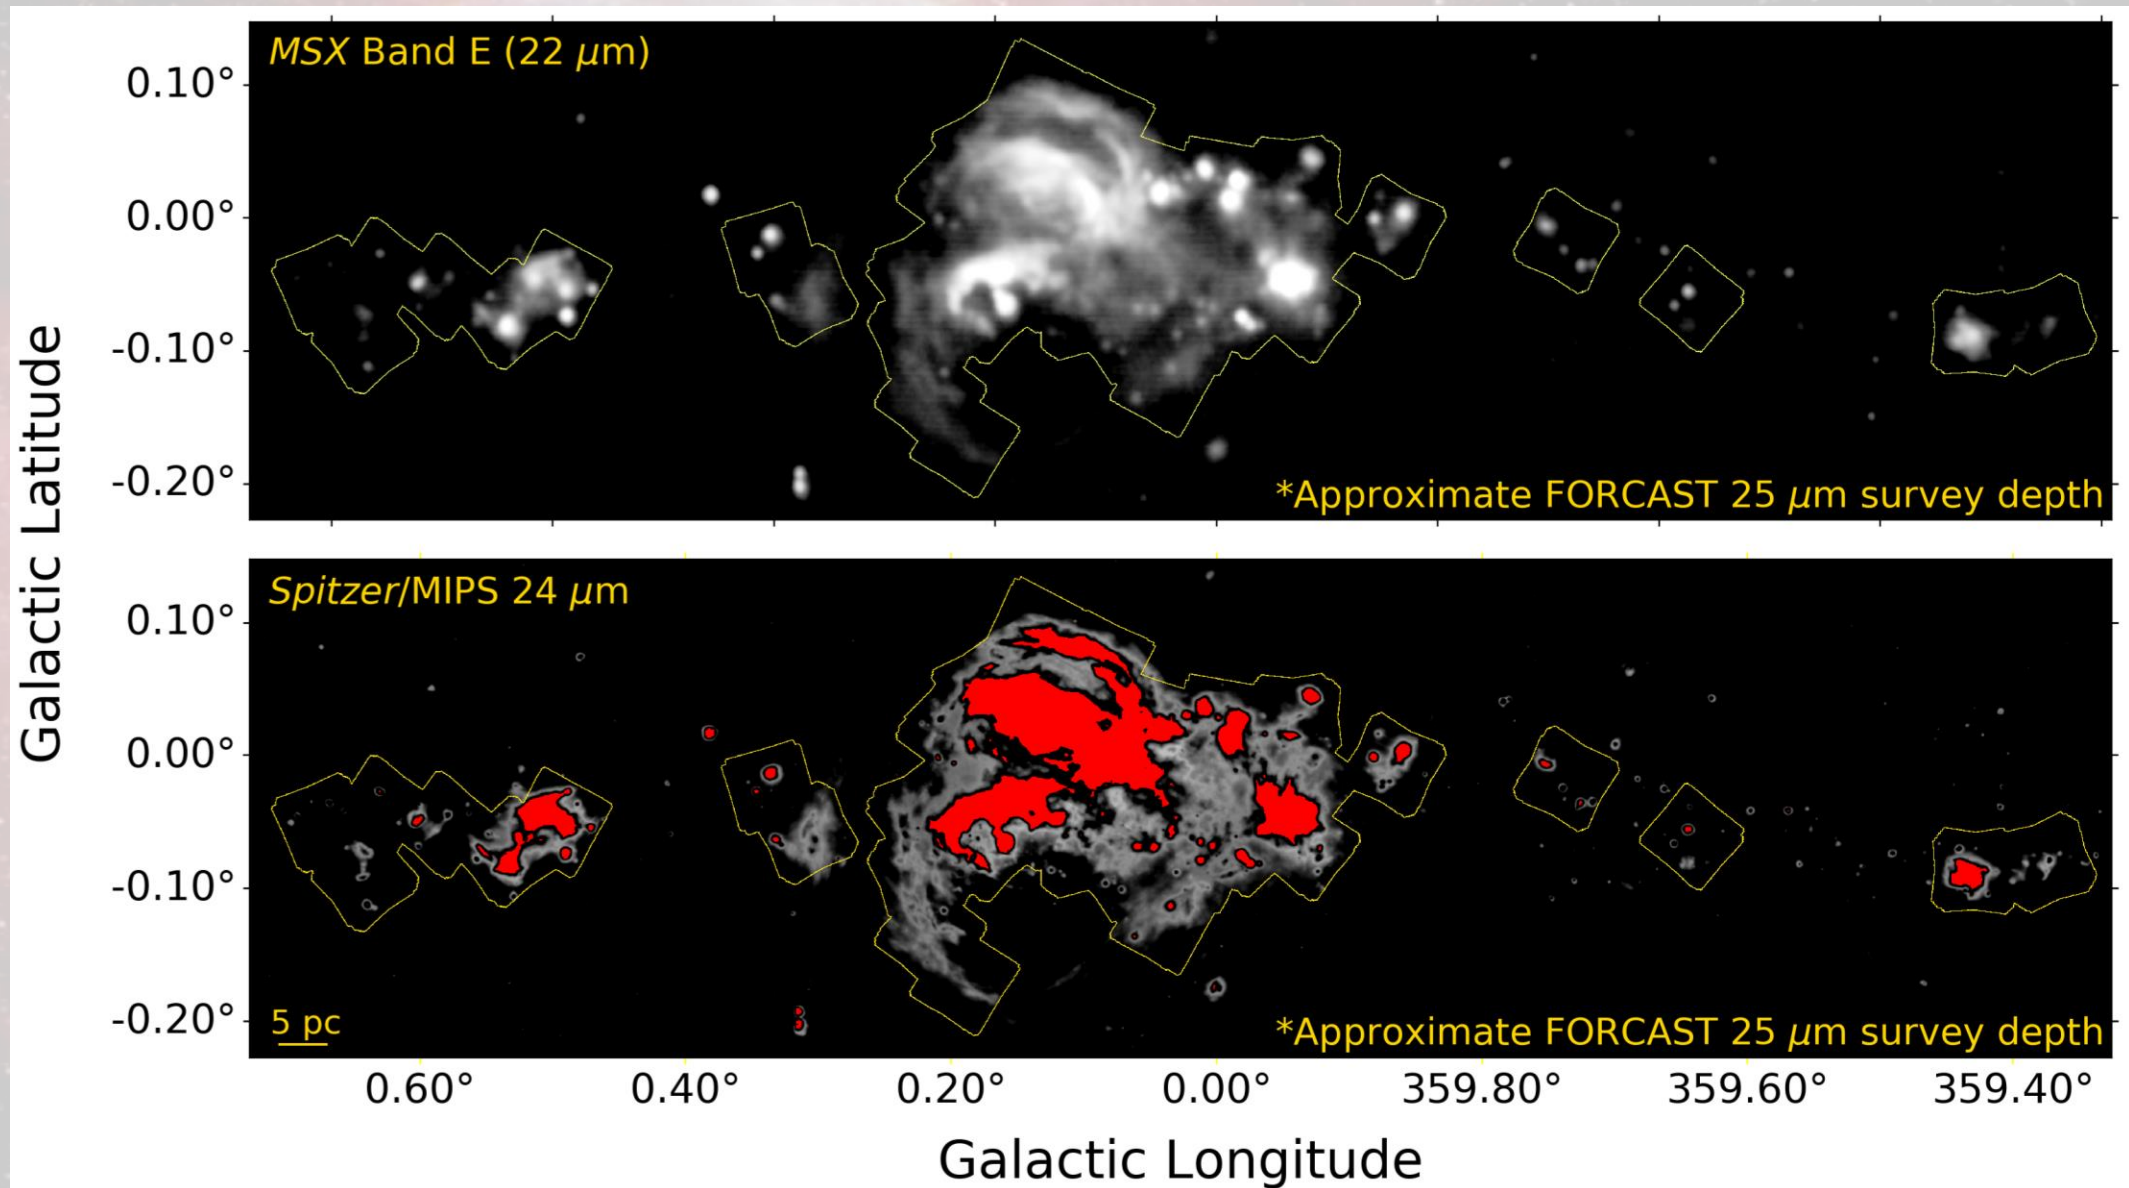 MSX Band E (22 μm)
0.10°
0.00°
-0.10°
-0.20°
*Approximate FORCAST 25 μm survey depth
Galactic Latitude
Spitzer/MIPS 24 μm
0.10°
0.00°
-0.10°
-0.20°
5 pc
*Approximate FORCAST 25 μm survey depth
0.60° 0.40° 0.20° 0.00° 359.80° 359.60° 359.40°
Galactic Longitude